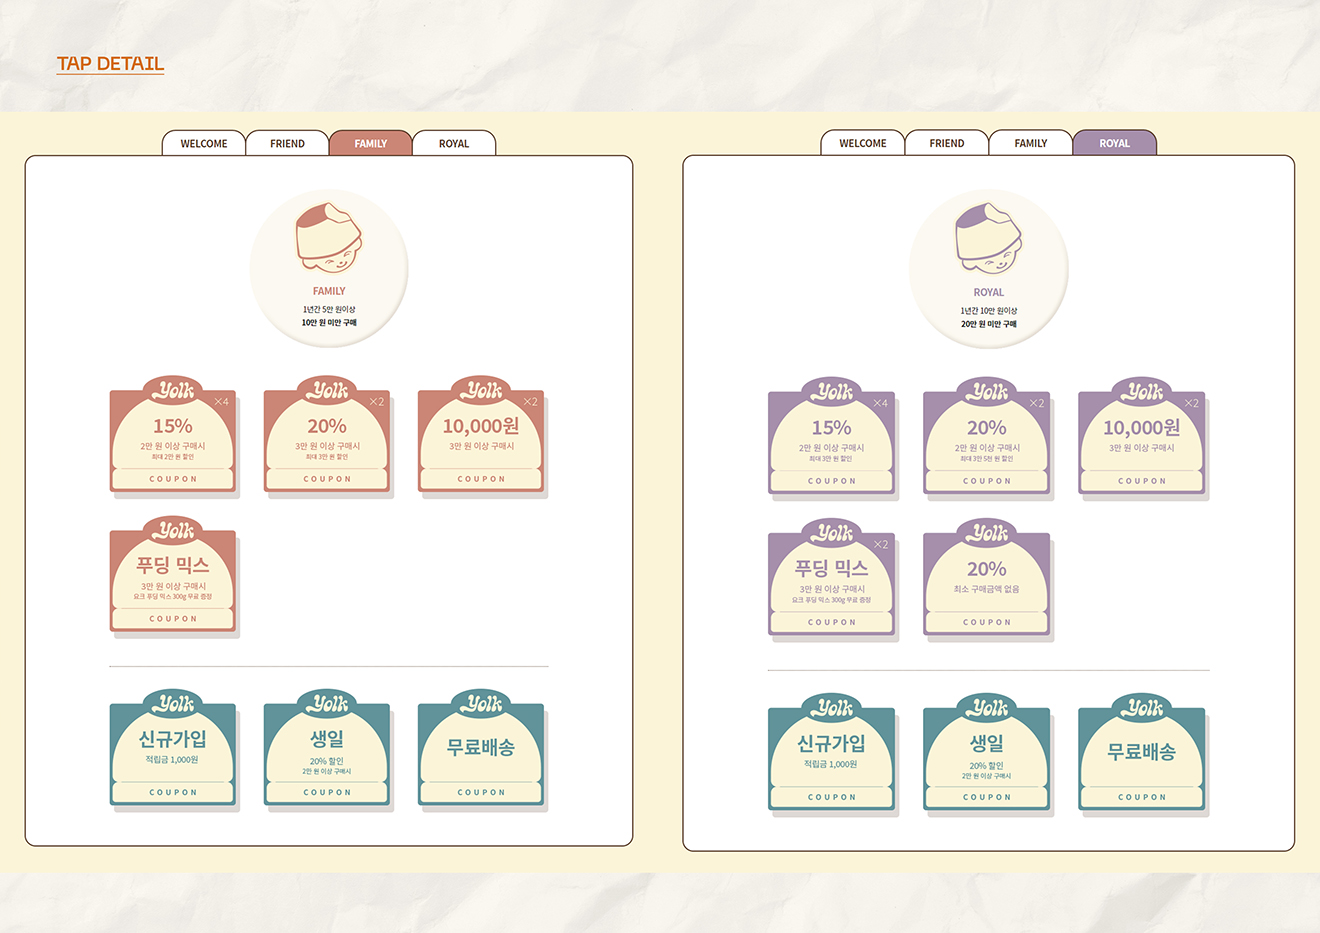 TAP DETAIL
WELCOME
FRIEND
FAMILY
ROYAL
FAMILY
1년간 5만 원이상
10만 원 미만 구매
Yolk
×4
15%
2만 원 이상 구매시
최대 2만 원 할인
COUPON
Yolk
×2
20%
3만 원 이상 구매시
최대 3만 원 할인
COUPON
Yolk
×2
10,000원
3만 원 이상 구매시
COUPON
Yolk
푸딩 믹스
3만 원 이상 구매시
요크 푸딩 믹스 300g 무료 증정
COUPON
Yolk
신규가입
적립금 1,000원
COUPON
Yolk
생일
20% 할인
2만 원 이상 구매시
COUPON
Yolk
무료배송
COUPON
WELCOME
FRIEND
FAMILY
ROYAL
ROYAL
1년간 10만 원이상
20만 원 미만 구매
Yolk
×4
15%
2만 원 이상 구매시
최대 3만 원 할인
COUPON
Yolk
×2
20%
2만 원 이상 구매시
최대 3만 5천 원 할인
COUPON
Yolk
×2
10,000원
3만 원 이상 구매시
COUPON
Yolk
×2
푸딩 믹스
3만 원 이상 구매시
요크 푸딩 믹스 300g 무료 증정
COUPON
Yolk
20%
최소 구매금액 없음
COUPON
Yolk
신규가입
적립금 1,000원
COUPON
Yolk
생일
20% 할인
2만 원 이상 구매시
COUPON
Yolk
무료배송
COUPON